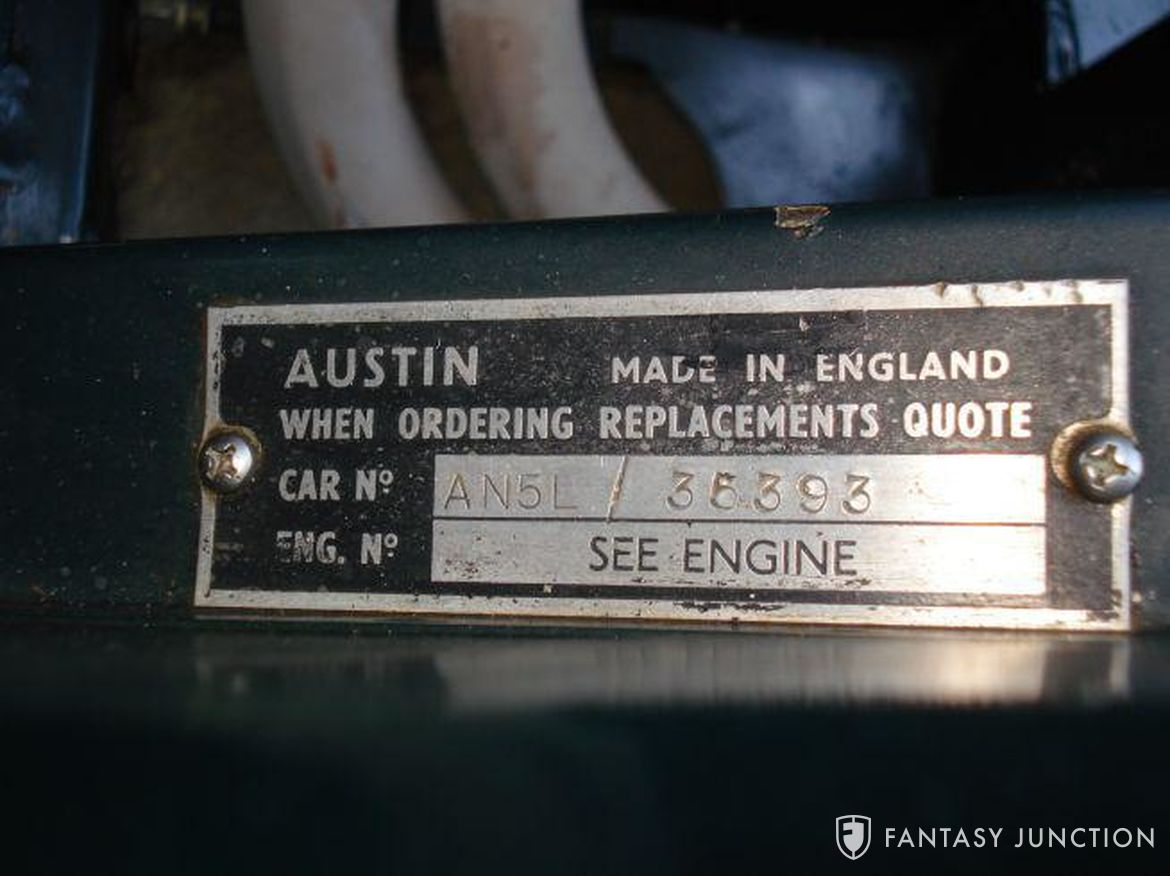 AUSTIN MADE IN ENGLAND
WHEN ORDERING REPLACEMENTS QUOTE
CAR Nº AN5L / 36393
ENG. Nº SEE ENGINE
FANTASY JUNCTION